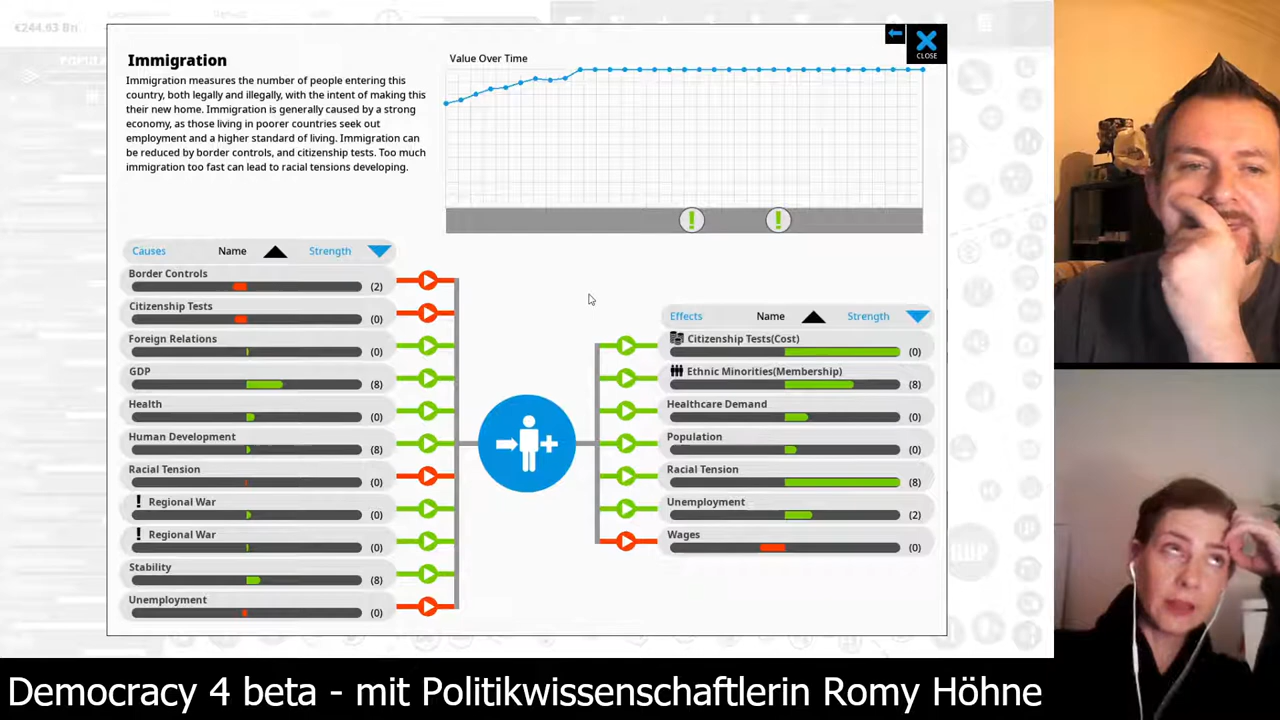 €244.63 Bn.
Immigration
Immigration measures the number of people entering this
country, both legally and illegally, with the intent of making this
their new home. Immigration is generally caused by a strong
economy, as those living in poorer countries seek out
employment and a higher standard of living. Immigration can
be reduced by border controls, and citizenship tests. Too much
immigration too fast can lead to racial tensions developing.
Value Over Time
CLOSE
Causes Name Strength
Border Controls
(2)
Citizenship Tests
(0)
Foreign Relations
(0)
GDP
(8)
Health
(0)
Human Development
(8)
Racial Tension
(0)
! Regional War
(0)
! Regional War
(0)
Stability
(8)
Unemployment
(0)
Effects Name Strength
Citizenship Tests(Cost)
(0)
Ethnic Minorities(Membership)
(8)
Healthcare Demand
(0)
Population
(0)
Racial Tension
(8)
Unemployment
(2)
Wages
(0)
Democracy 4 beta - mit Politikwissenschaftlerin Romy Höhne